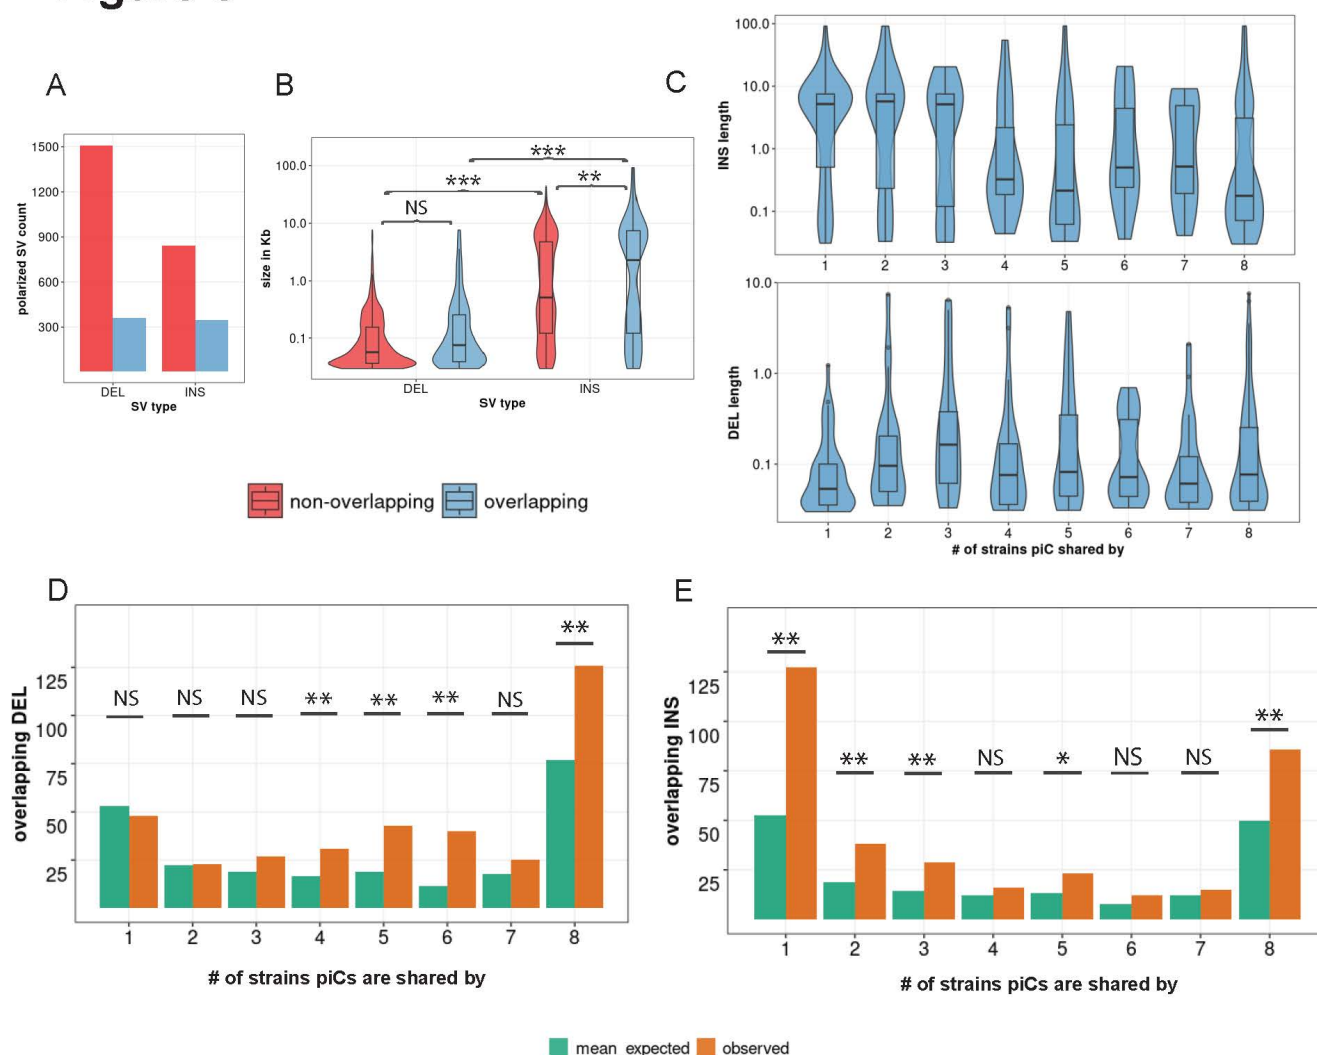 A
polarized SV count
1500
1200
900
600
300
DEL INS
SV type
B
size in Kb
100.0
10.0
1.0
0.1
NS
***
***
**
DEL INS
SV type
non-overlapping overlapping
C
INS length
100.0
10.0
1.0
0.1
1 2 3 4 5 6 7 8
DEL length
10.0
1.0
0.1
1 2 3 4 5 6 7 8
# of strains piC shared by
D
overlapping DEL
125
100
75
50
25
NS NS NS ** ** ** NS **
1 2 3 4 5 6 7 8
# of strains piCs are shared by
E
overlapping INS
125
100
75
50
25
** ** ** NS * NS NS **
1 2 3 4 5 6 7 8
# of strains piCs are shared by
mean_expected observed